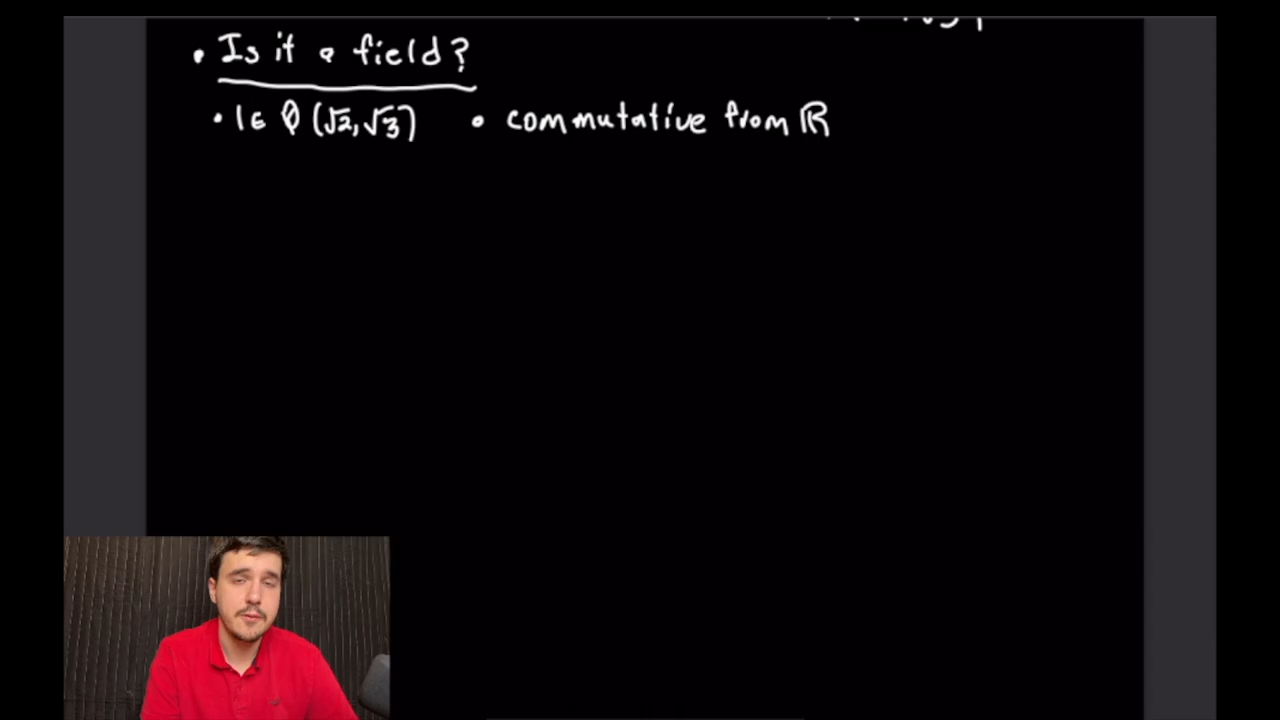 • Is it a field?
• 1 ∈ ℚ(√2, √3) • commutative from ℝ